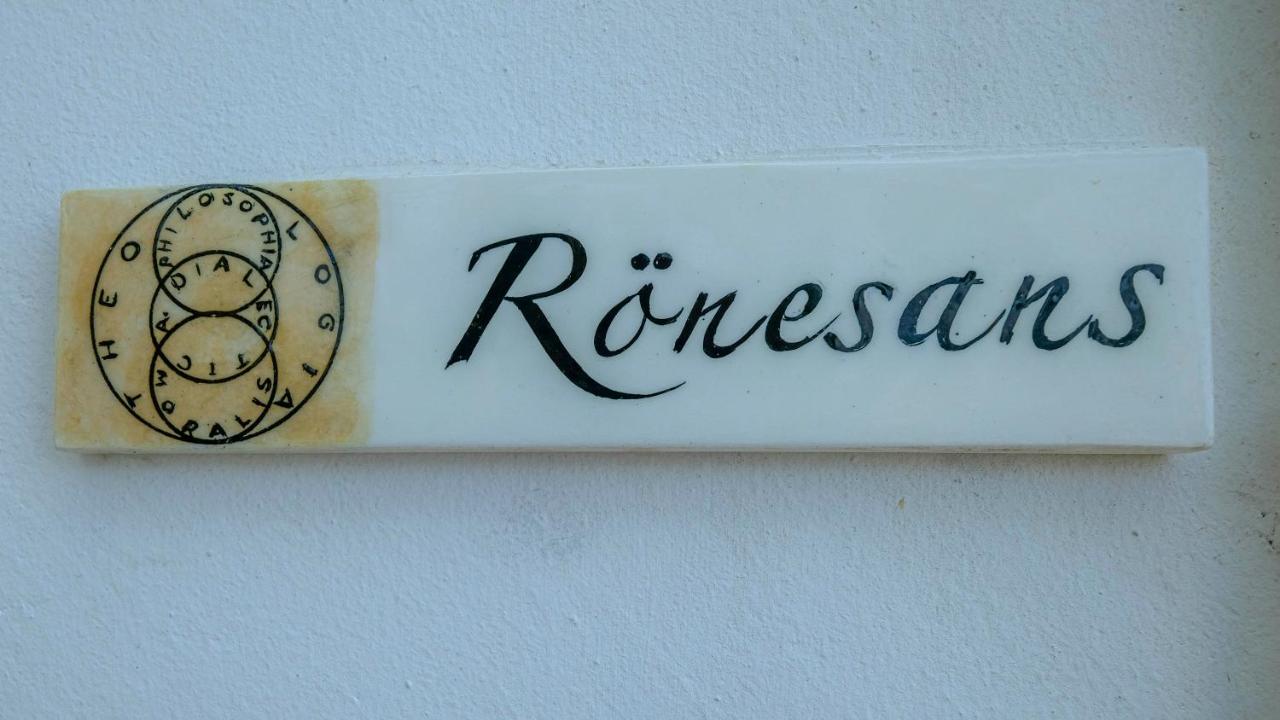 THEOLOGIA
PHILOSOPHIA
DIALECTICA
MORALIS
Rönesans